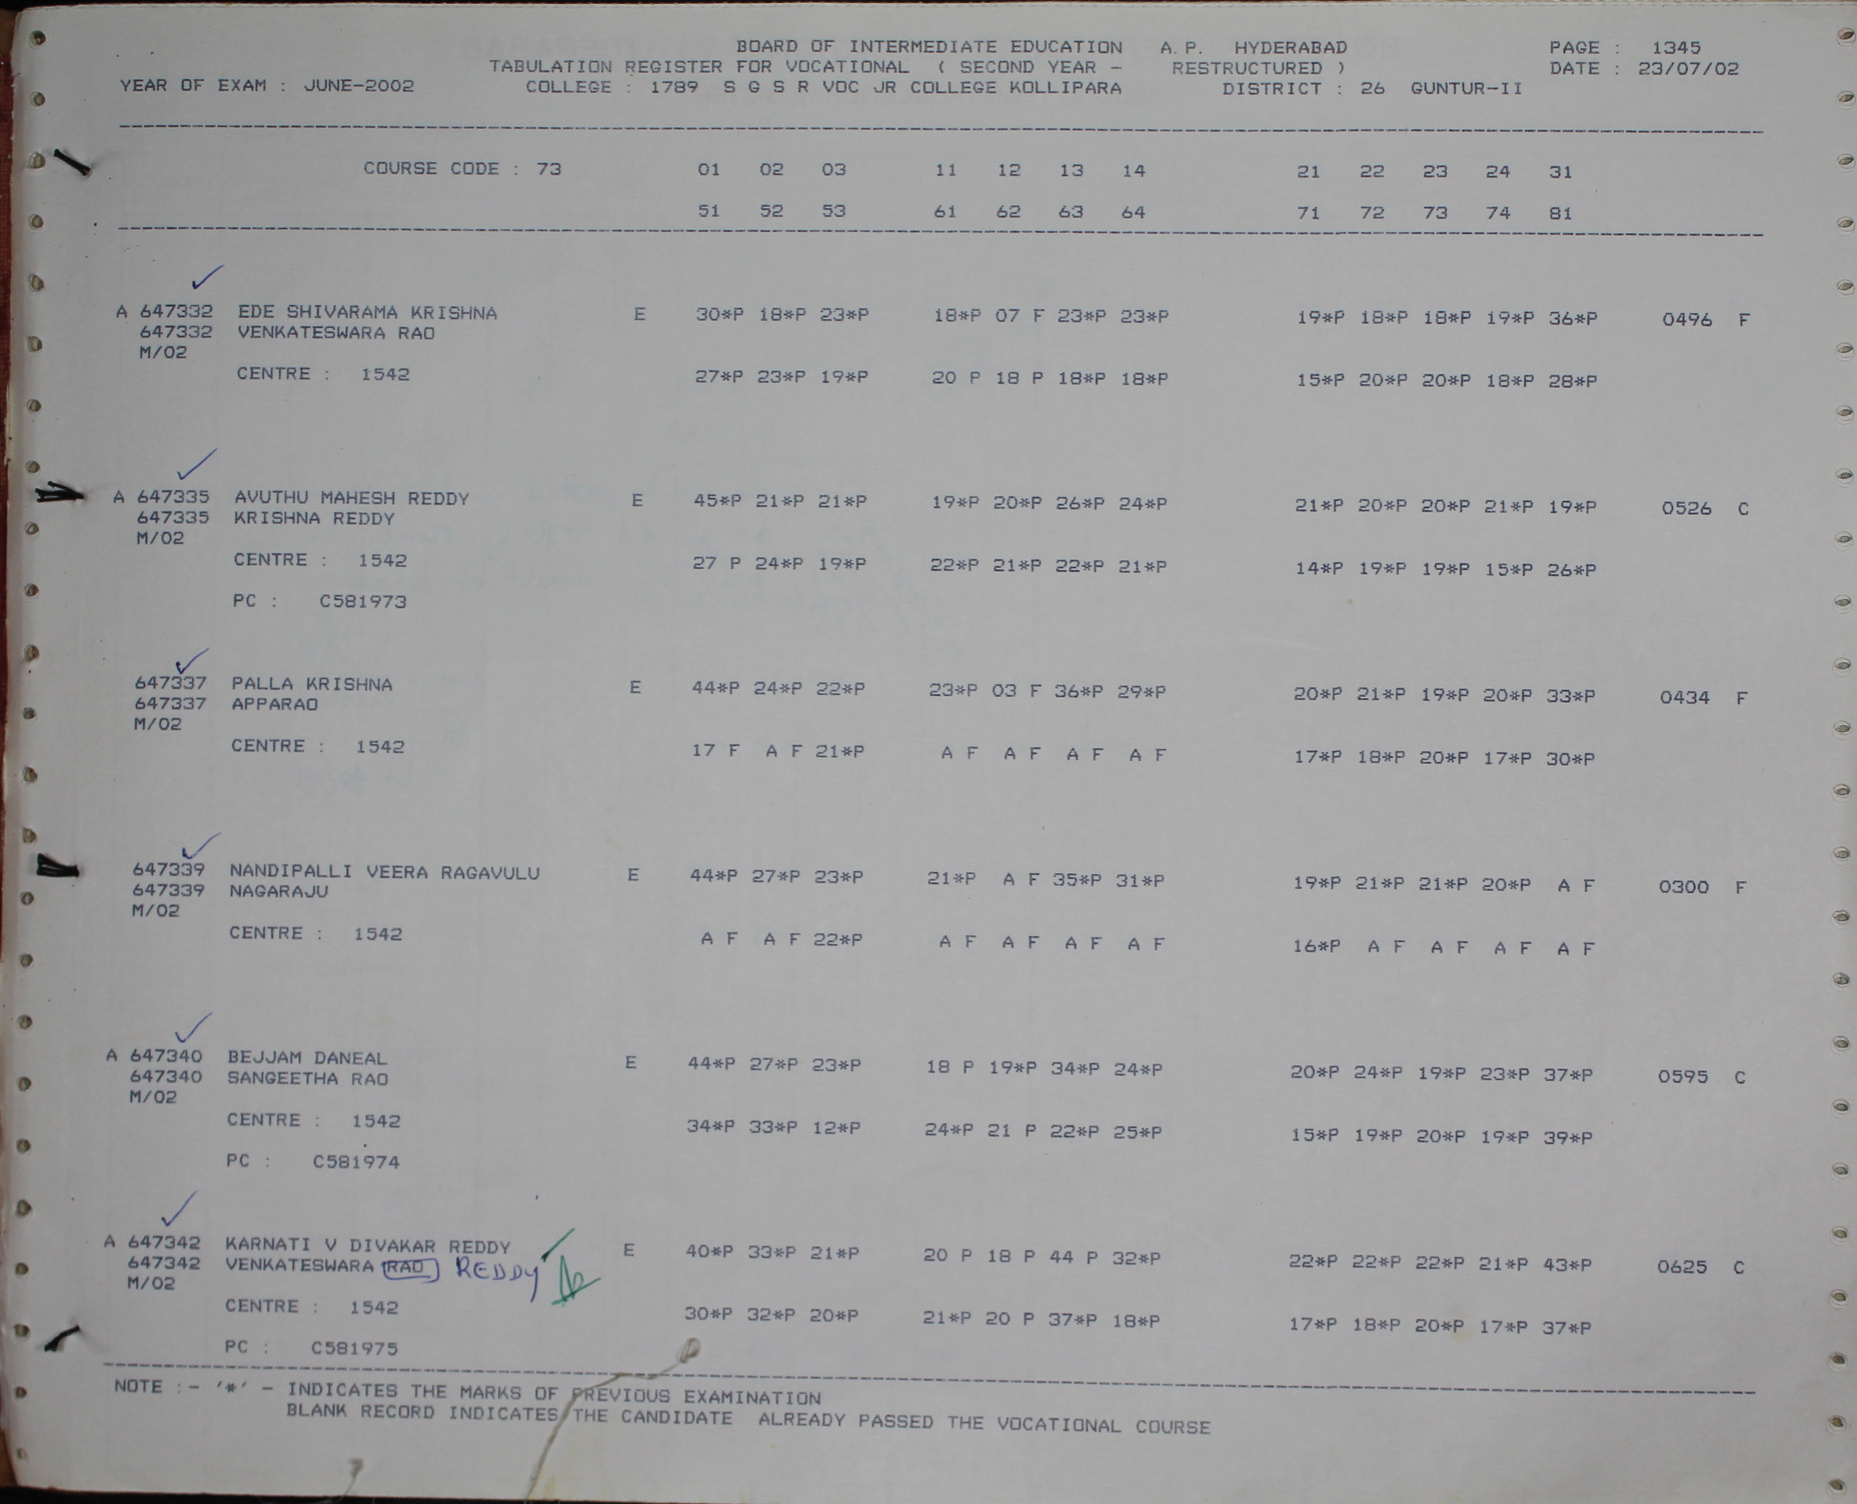 BOARD OF INTERMEDIATE EDUCATION A.P. HYDERABAD PAGE : 1345
TABULATION REGISTER FOR VOCATIONAL ( SECOND YEAR - RESTRUCTURED ) DATE : 23/07/02
YEAR OF EXAM : JUNE-2002 COLLEGE : 1789 S G S R VOC JR COLLEGE KOLLIPARA DISTRICT : 26 GUNTUR-II
COURSE CODE : 73 01 02 03 11 12 13 14 21 22 23 24 31
51 52 53 61 62 63 64 71 72 73 74 81
A 647332 EDE SHIVARAMA KRISHNA E 30*P 18*P 23*P 18*P 07 F 23*P 23*P 19*P 18*P 18*P 19*P 36*P 0496 F
647332 VENKATESWARA RAO
M/02
CENTRE : 1542 27*P 23*P 19*P 20 P 18 P 18*P 18*P 15*P 20*P 20*P 18*P 28*P
A 647335 AVUTHU MAHESH REDDY E 45*P 21*P 21*P 19*P 20*P 26*P 24*P 21*P 20*P 20*P 21*P 19*P 0526 C
647335 KRISHNA REDDY
M/02
CENTRE : 1542 27 P 24*P 19*P 22*P 21*P 22*P 21*P 14*P 19*P 19*P 15*P 26*P
PC : C581973
647337 PALLA KRISHNA E 44*P 24*P 22*P 23*P 03 F 36*P 29*P 20*P 21*P 19*P 20*P 33*P 0434 F
647337 APPARAO
M/02
CENTRE : 1542 17 F A F 21*P A F A F A F A F 17*P 18*P 20*P 17*P 30*P
647339 NANDIPALLI VEERA RAGAVULU E 44*P 27*P 23*P 21*P A F 35*P 31*P 19*P 21*P 21*P 20*P A F 0300 F
647339 NAGARAJU
M/02
CENTRE : 1542 A F A F 22*P A F A F A F A F 16*P A F A F A F A F
A 647340 BEJJAM DANEAL E 44*P 27*P 23*P 18 P 19*P 34*P 24*P 20*P 24*P 19*P 23*P 37*P 0595 C
647340 SANGEETHA RAO
M/02
CENTRE : 1542 34*P 33*P 12*P 24*P 21 P 22*P 25*P 15*P 19*P 20*P 19*P 39*P
PC : C581974
A 647342 KARNATI V DIVAKAR REDDY E 40*P 33*P 21*P 20 P 18 P 44 P 32*P 22*P 22*P 22*P 21*P 43*P 0625 C
647342 VENKATESWARA RAO REDDY
M/02
CENTRE : 1542 30*P 32*P 20*P 21*P 20 P 37*P 18*P 17*P 18*P 20*P 17*P 37*P
PC : C581975
NOTE :- '*' - INDICATES THE MARKS OF PREVIOUS EXAMINATION
BLANK RECORD INDICATES THE CANDIDATE ALREADY PASSED THE VOCATIONAL COURSE